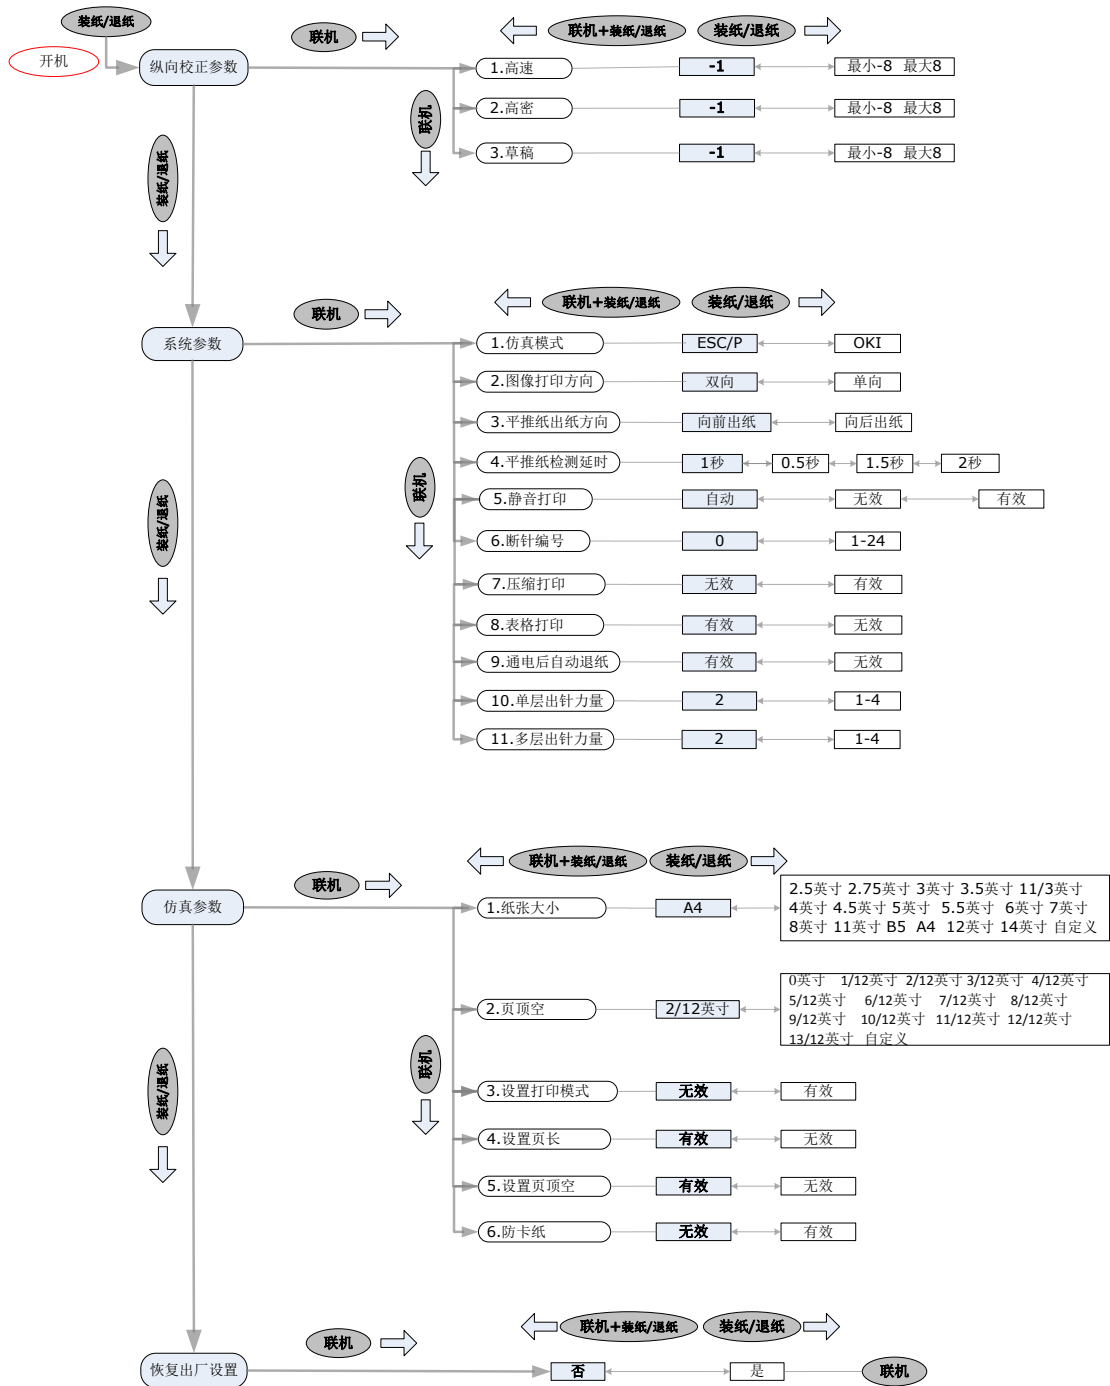 装纸/退纸
开机
纵向校正参数
联机
联机+装纸/退纸
装纸/退纸
1.高速
-1
最小-8 最大8
联机
2.高密
-1
最小-8 最大8
3.草稿
-1
最小-8 最大8
装纸/退纸
系统参数
联机
联机+装纸/退纸
装纸/退纸
1.仿真模式
ESC/P
OKI
2.图像打印方向
双向
单向
3.平推纸出纸方向
向前出纸
向后出纸
4.平推纸检测延时
1秒
0.5秒
1.5秒
2秒
联机
5.静音打印
自动
无效
有效
装纸/退纸
6.断针编号
0
1-24
7.压缩打印
无效
有效
8.表格打印
有效
无效
9.通电后自动退纸
有效
无效
10.单层出针力量
2
1-4
11.多层出针力量
2
1-4
仿真参数
联机
联机+装纸/退纸
装纸/退纸
1.纸张大小
A4
2.5英寸 2.75英寸 3英寸 3.5英寸 11/3英寸
4英寸 4.5英寸 5英寸 5.5英寸 6英寸 7英寸
8英寸 11英寸 B5 A4 12英寸 14英寸 自定义
2.页顶空
2/12英寸
0英寸 1/12英寸 2/12英寸 3/12英寸 4/12英寸
5/12英寸 6/12英寸 7/12英寸 8/12英寸
9/12英寸 10/12英寸 11/12英寸 12/12英寸
13/12英寸 自定义
联机
装纸/退纸
3.设置打印模式
无效
有效
4.设置页长
有效
无效
5.设置页顶空
有效
无效
6.防卡纸
无效
有效
恢复出厂设置
联机
联机+装纸/退纸
装纸/退纸
否
是
联机